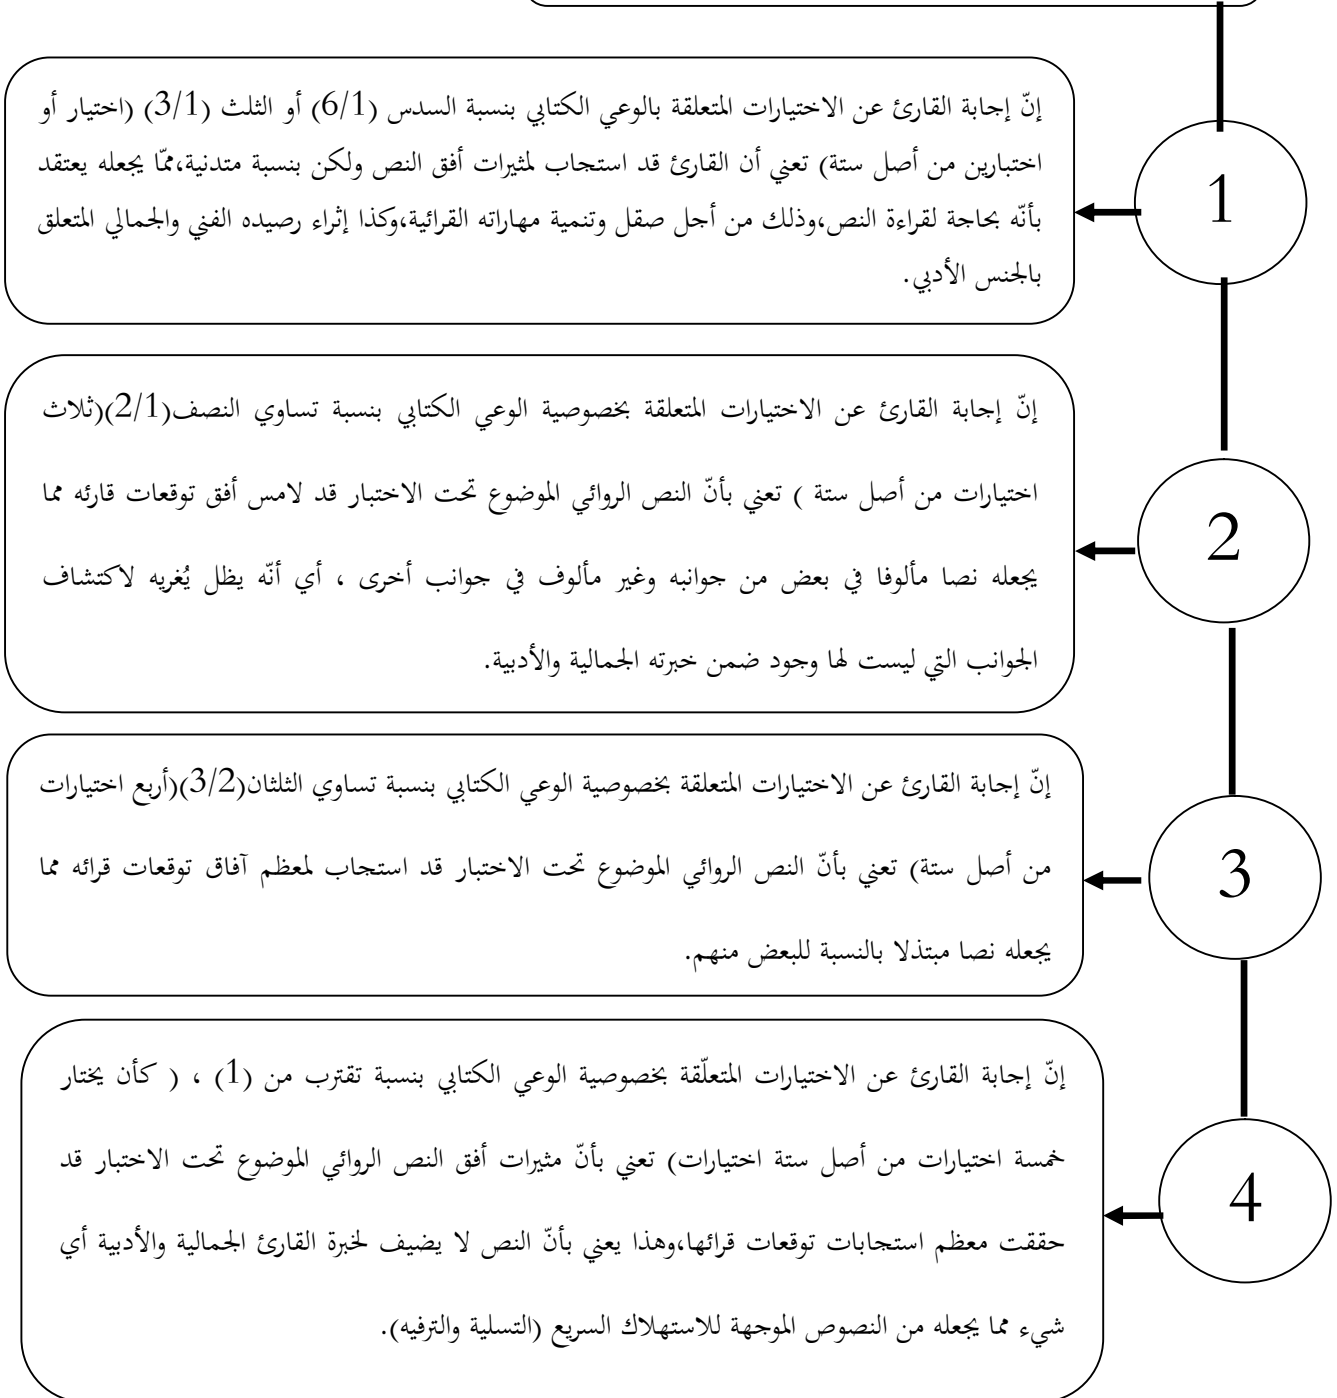 إنّ إجابة القارئ عن الاختيارات المتعلقة بالوعي الكتابي بنسبة السدس (6/1) أو الثلث (3/1) (اختيار أو
اختبارين من أصل ستة) تعني أن القارئ قد استجاب لمثيرات أفق النص ولكن بنسبة متدنية،ممّا يجعله يعتقد
بأنّه بحاجة لقراءة النص،وذلك من أجل صقل وتنمية مهاراته القرائية،وكذا إثراء رصيده الفني والجمالي المتعلق
بالجنس الأدبي.
1
إنّ إجابة القارئ عن الاختيارات المتعلقة بخصوصية الوعي الكتابي بنسبة تساوي النصف(2/1)(ثلاث
اختيارات من أصل ستة ) تعني بأنّ النص الروائي الموضوع تحت الاختبار قد لامس أفق توقعات قارئه مما
يجعله نصا مألوفا في بعض من جوانبه وغير مألوف في جوانب أخرى ، أي أنّه يظل يُغريه لاكتشاف
الجوانب التي ليست لها وجود ضمن خبرته الجمالية والأدبية.
2
إنّ إجابة القارئ عن الاختيارات المتعلقة بخصوصية الوعي الكتابي بنسبة تساوي الثلثان(3/2)(أربع اختيارات
من أصل ستة) تعني بأنّ النص الروائي الموضوع تحت الاختبار قد استجاب لمعظم آفاق توقعات قرائه مما
يجعله نصا مبتذلا بالنسبة للبعض منهم.
3
إنّ إجابة القارئ عن الاختيارات المتعلّقة بخصوصية الوعي الكتابي بنسبة تقترب من (1) ، ( كأن يختار
خمسة اختيارات من أصل ستة اختيارات) تعني بأنّ مثيرات أفق النص الروائي الموضوع تحت الاختبار قد
حققت معظم استجابات توقعات قرائها،وهذا يعني بأنّ النص لا يضيف لخبرة القارئ الجمالية والأدبية أي
شيء مما يجعله من النصوص الموجهة للاستهلاك السريع (التسلية والترفيه).
4